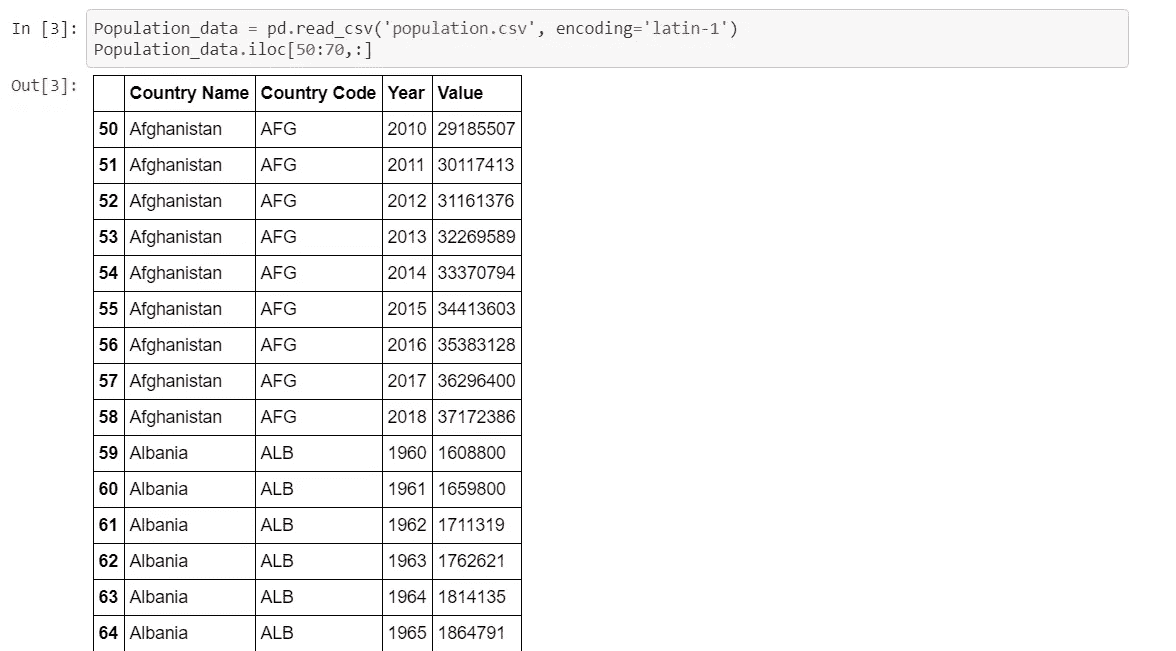 In [3]: Population_data = pd.read_csv('population.csv', encoding='latin-1')
Population_data.iloc[50:70,:]
Out[3]:
Country Name Country Code Year Value
50 Afghanistan AFG 2010 29185507
51 Afghanistan AFG 2011 30117413
52 Afghanistan AFG 2012 31161376
53 Afghanistan AFG 2013 32269589
54 Afghanistan AFG 2014 33370794
55 Afghanistan AFG 2015 34413603
56 Afghanistan AFG 2016 35383128
57 Afghanistan AFG 2017 36296400
58 Afghanistan AFG 2018 37172386
59 Albania ALB 1960 1608800
60 Albania ALB 1961 1659800
61 Albania ALB 1962 1711319
62 Albania ALB 1963 1762621
63 Albania ALB 1964 1814135
64 Albania ALB 1965 1864791